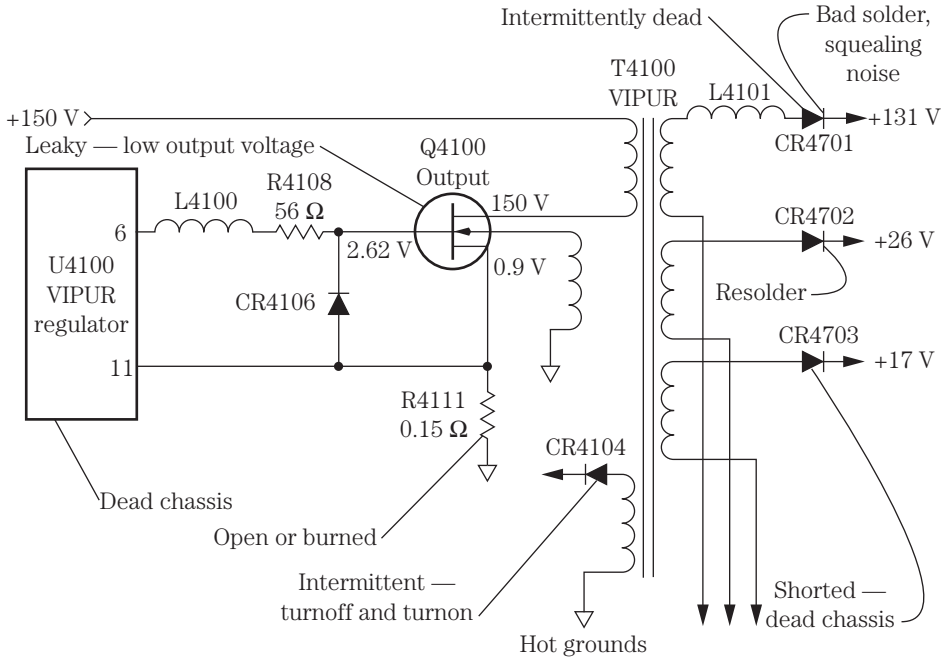 Intermittently dead
Bad solder,
squealing
noise
T4100
VIPUR
L4101
+150 V
+131 V
CR4701
Leaky — low output voltage
Q4100
Output
R4108
56 Ω
L4100
150 V
CR4702
6
2.62 V
+26 V
U4100
VIPUR
regulator
0.9 V
CR4106
Resolder
CR4703
11
+17 V
R4111
0.15 Ω
CR4104
Dead chassis
Open or burned
Intermittent —
turnoff and turnon
Shorted —
dead chassis
Hot grounds